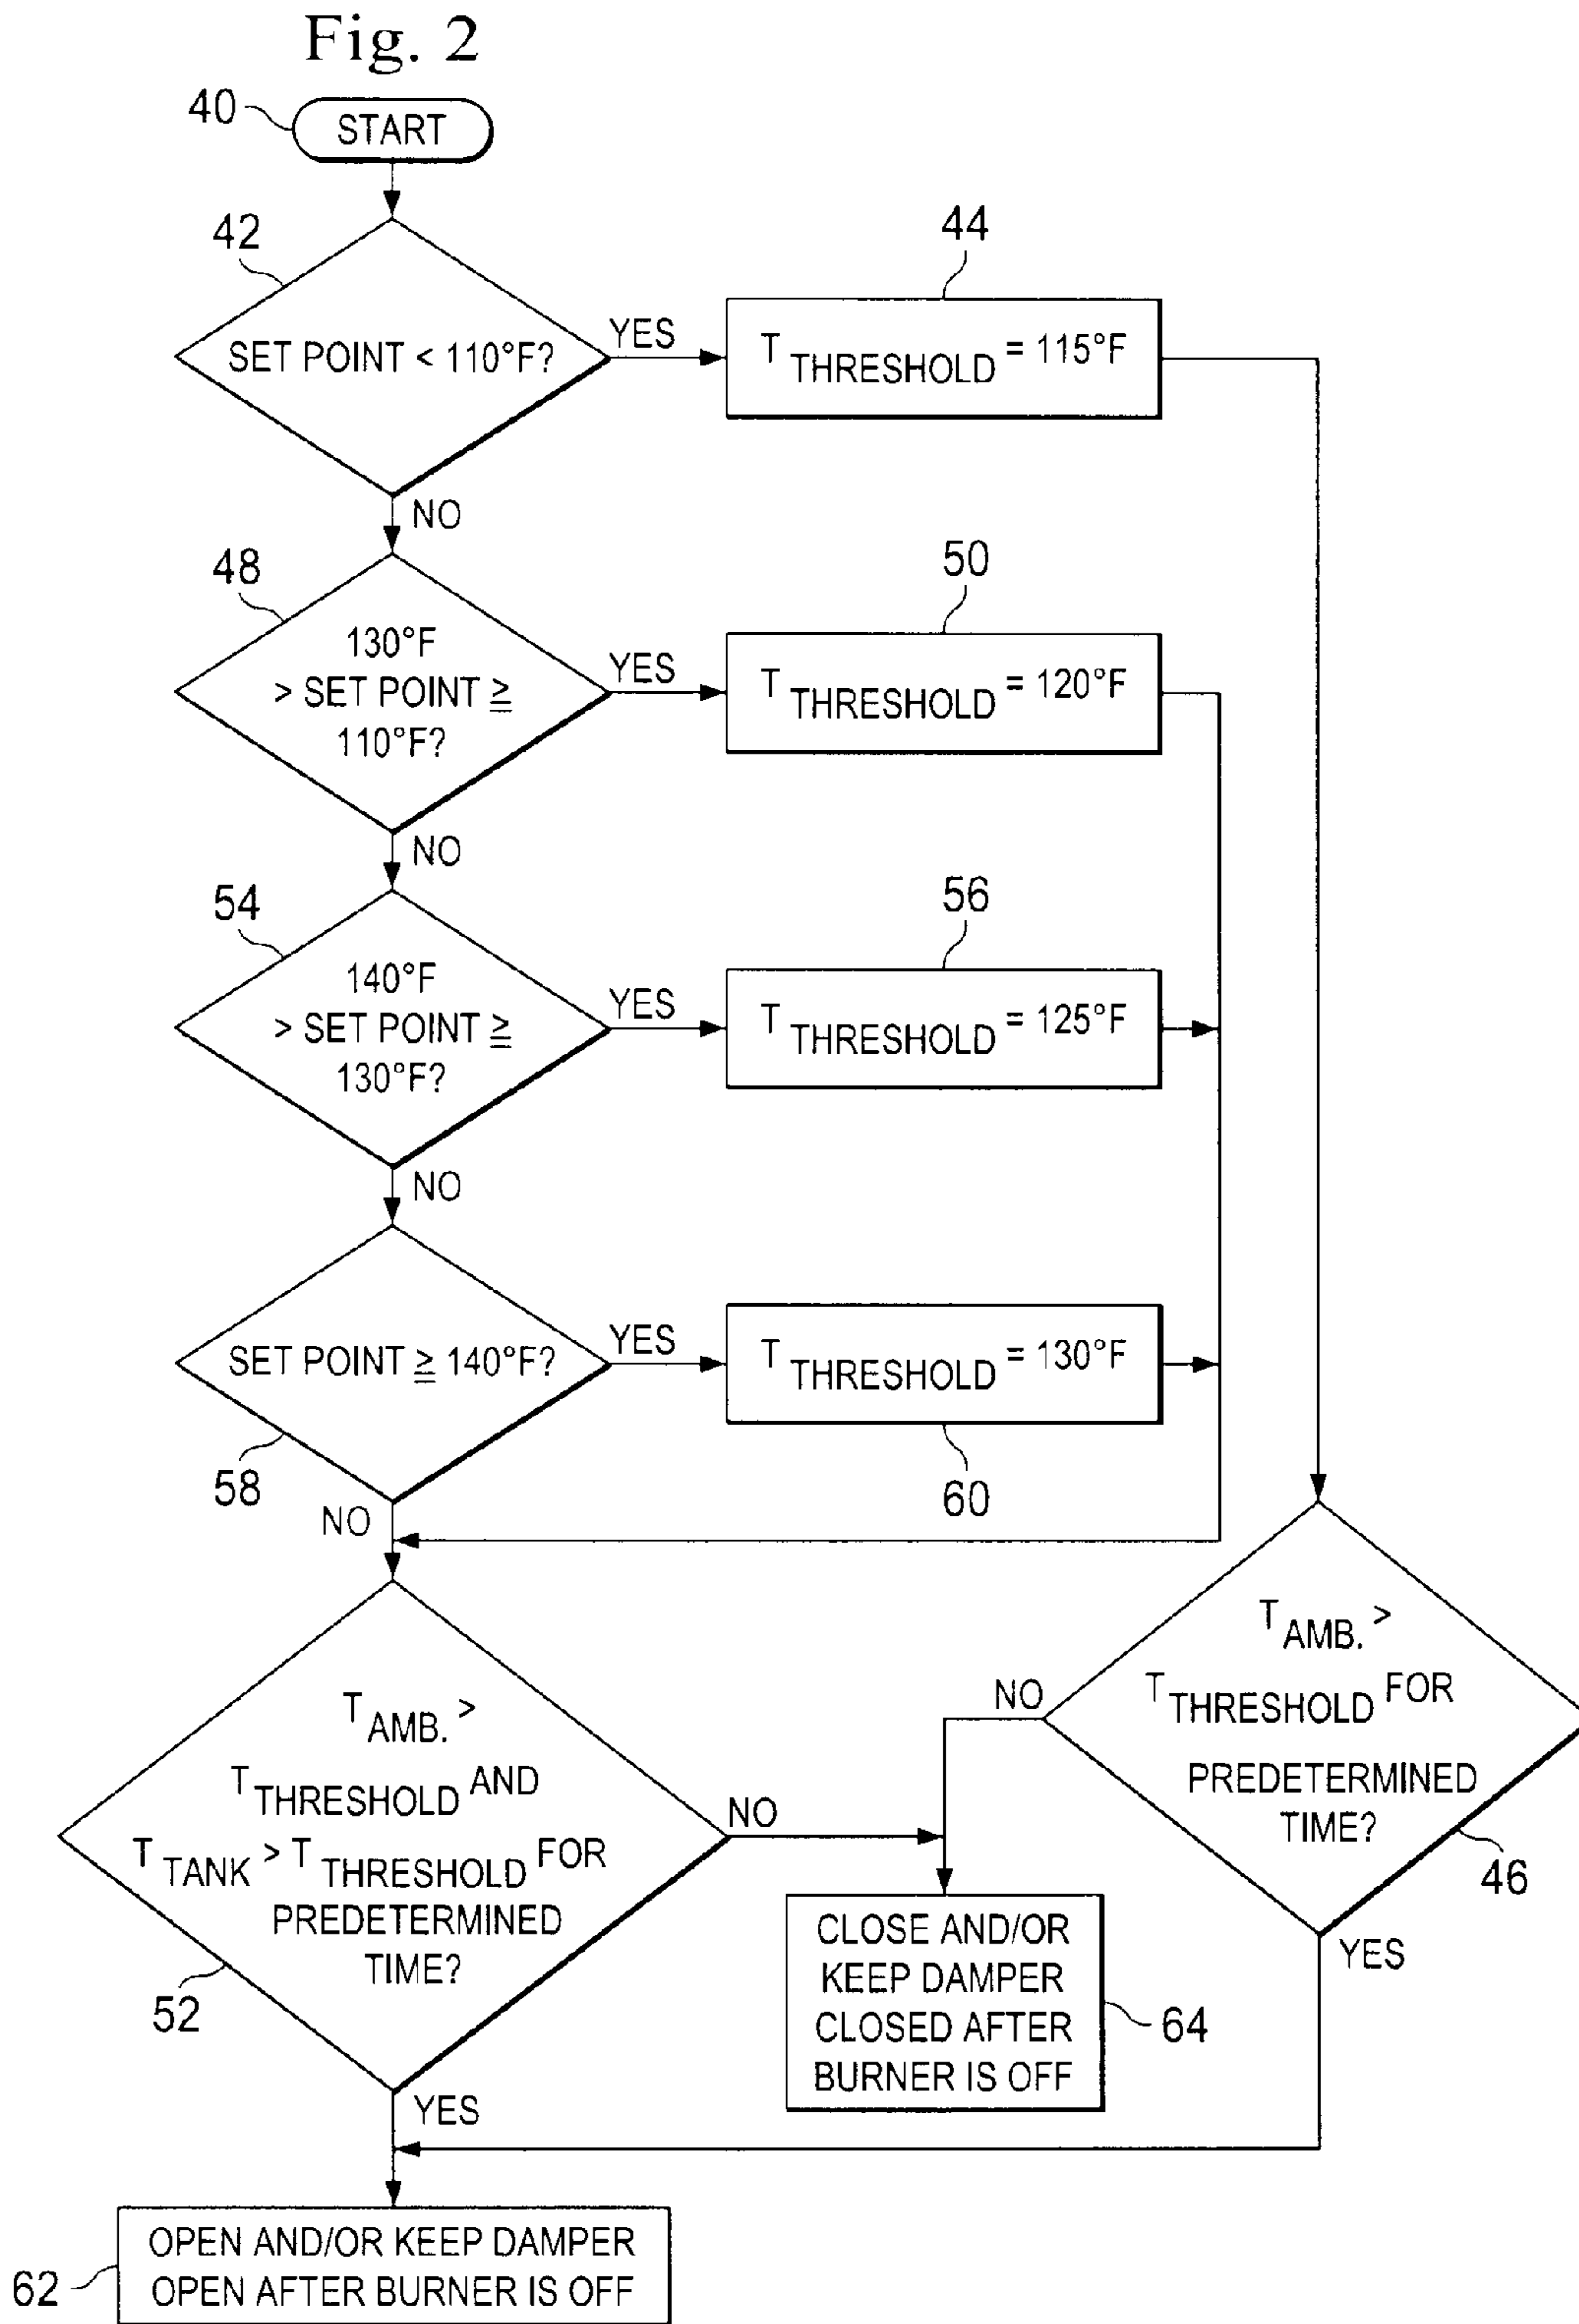 Fig. 2
40
START
42
SET POINT < 110°F?
YES
44
T THRESHOLD = 115°F
NO
48
130°F
> SET POINT ≧
110°F?
YES
50
T THRESHOLD = 120°F
NO
54
140°F
> SET POINT ≧
130°F?
YES
56
T THRESHOLD = 125°F
NO
SET POINT ≧ 140°F?
YES
T THRESHOLD = 130°F
58
60
NO
T AMB. >
T THRESHOLD FOR
PREDETERMINED
TIME?
NO
46
YES
T AMB. >
T THRESHOLD AND
T TANK > T THRESHOLD FOR
PREDETERMINED
TIME?
NO
52
YES
CLOSE AND/OR
KEEP DAMPER
CLOSED AFTER
BURNER IS OFF
64
OPEN AND/OR KEEP DAMPER
OPEN AFTER BURNER IS OFF
62